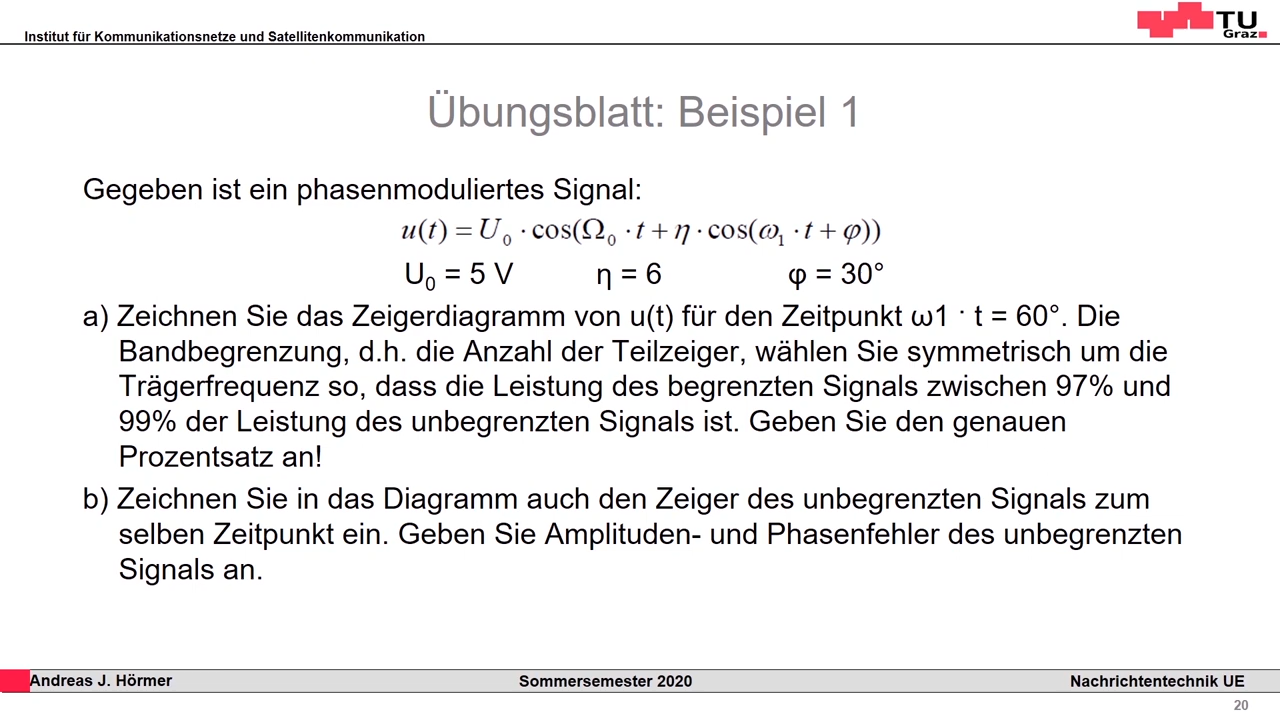 Institut für Kommunikationsnetze und Satellitenkommunikation
TU
Graz
Übungsblatt: Beispiel 1
Gegeben ist ein phasenmoduliertes Signal:
u(t) = U₀ · cos(Ω₀ · t + η · cos(ω₁ · t + φ))
U₀ = 5 V η = 6 φ = 30°
a) Zeichnen Sie das Zeigerdiagramm von u(t) für den Zeitpunkt ω1 · t = 60°. Die
Bandbegrenzung, d.h. die Anzahl der Teilzeiger, wählen Sie symmetrisch um die
Trägerfrequenz so, dass die Leistung des begrenzten Signals zwischen 97% und
99% der Leistung des unbegrenzten Signals ist. Geben Sie den genauen
Prozentsatz an!
b) Zeichnen Sie in das Diagramm auch den Zeiger des unbegrenzten Signals zum
selben Zeitpunkt ein. Geben Sie Amplituden- und Phasenfehler des unbegrenzten
Signals an.
Andreas J. Hörmer Sommersemester 2020 Nachrichtentechnik UE
20